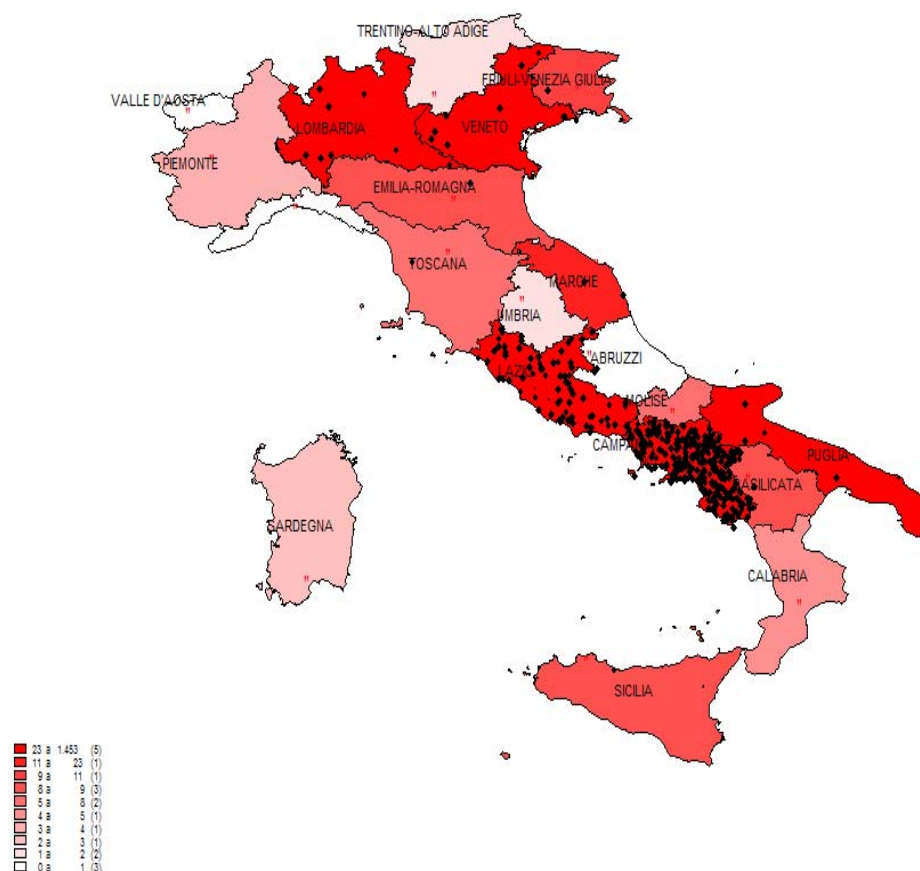 TRENTINO-ALTO ADIGE
FRIULI-VENEZIA GIULIA
VALLE D'AOSTA
LOMBARDIA
VENETO
PIEMONTE
EMILIA-ROMAGNA
TOSCANA
MARCHE
UMBRIA
ABRUZZI
LAZI
MOLISE
CAMPA
PUGLIA
BASILICATA
SARDEGNA
CALABRIA
SICILIA
23 a 1.453 (5)
11 a 23 (1)
9 a 11 (1)
8 a 9 (3)
5 a 8 (2)
4 a 5 (1)
3 a 4 (1)
2 a 3 (1)
1 a 2 (2)
0 a 1 (3)